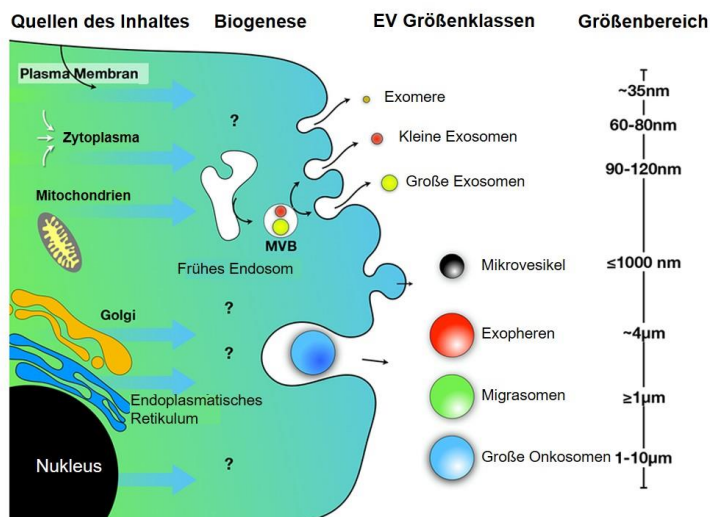 Quellen des Inhaltes
Biogenese
EV Größenklassen
Größenbereich
Plasma Membran
Zytoplasma
Mitochondrien
Golgi
Endoplasmatisches
Retikulum
Nukleus
?
MVB
Frühes Endosom
?
?
?
Exomere
Kleine Exosomen
Große Exosomen
Mikrovesikel
Exopheren
Migrasomen
Große Onkosomen
~35nm
60-80nm
90-120nm
≤1000 nm
~4µm
≥1µm
1-10µm